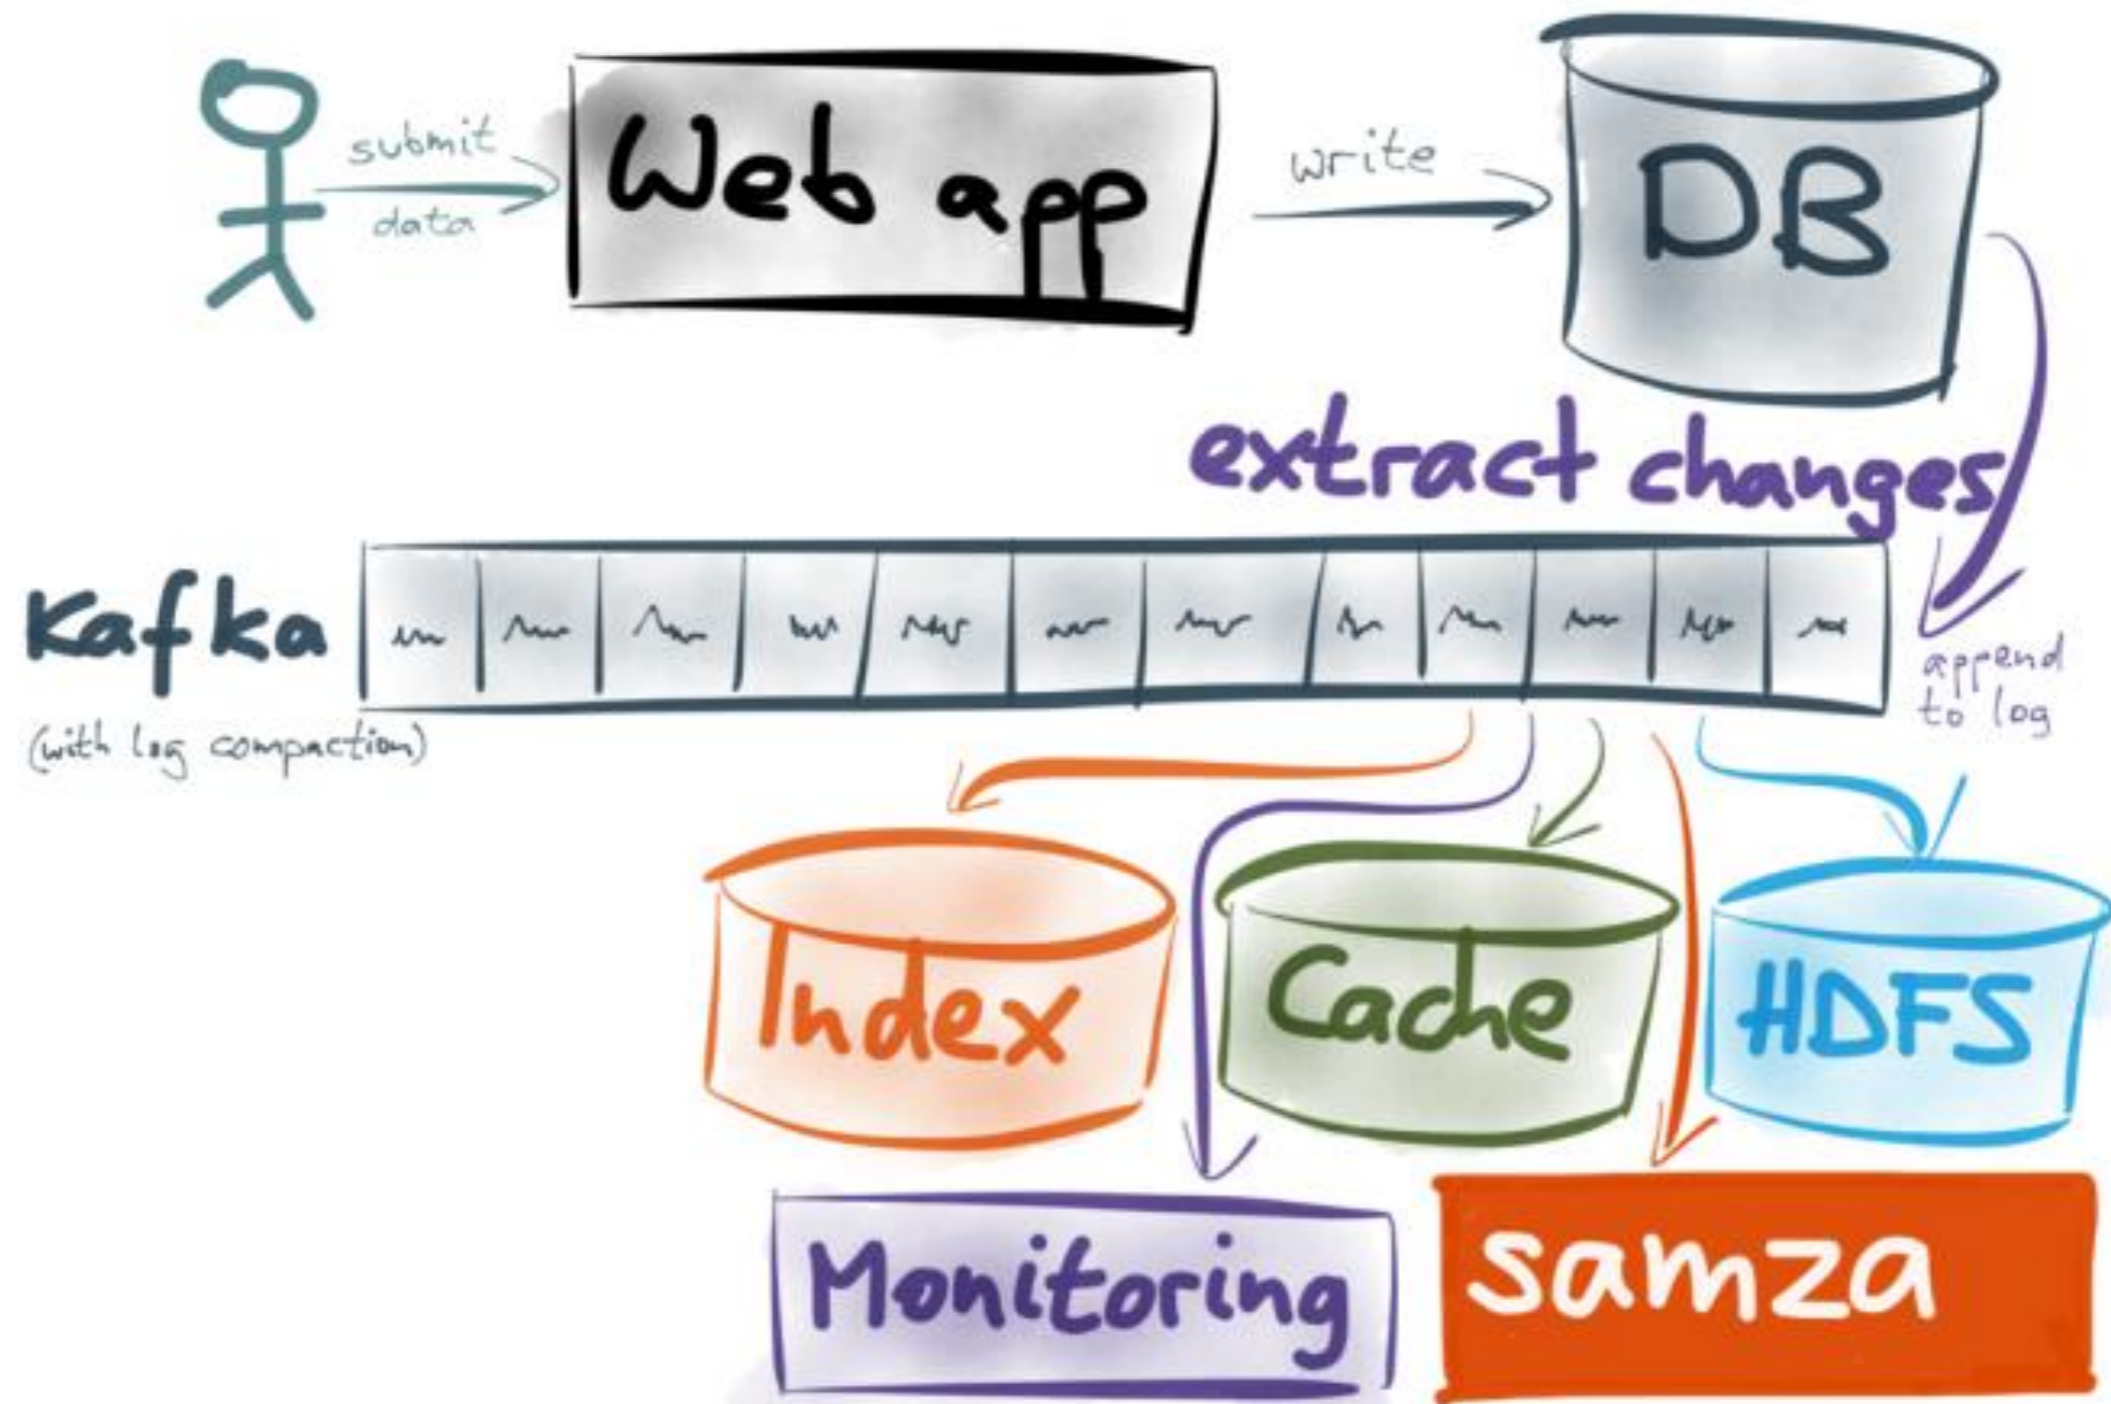 submit
data
Web app
write
DB
extract changes
Kafka
(with log compaction)
append
to log
Index
Cache
HDFS
Monitoring
samza